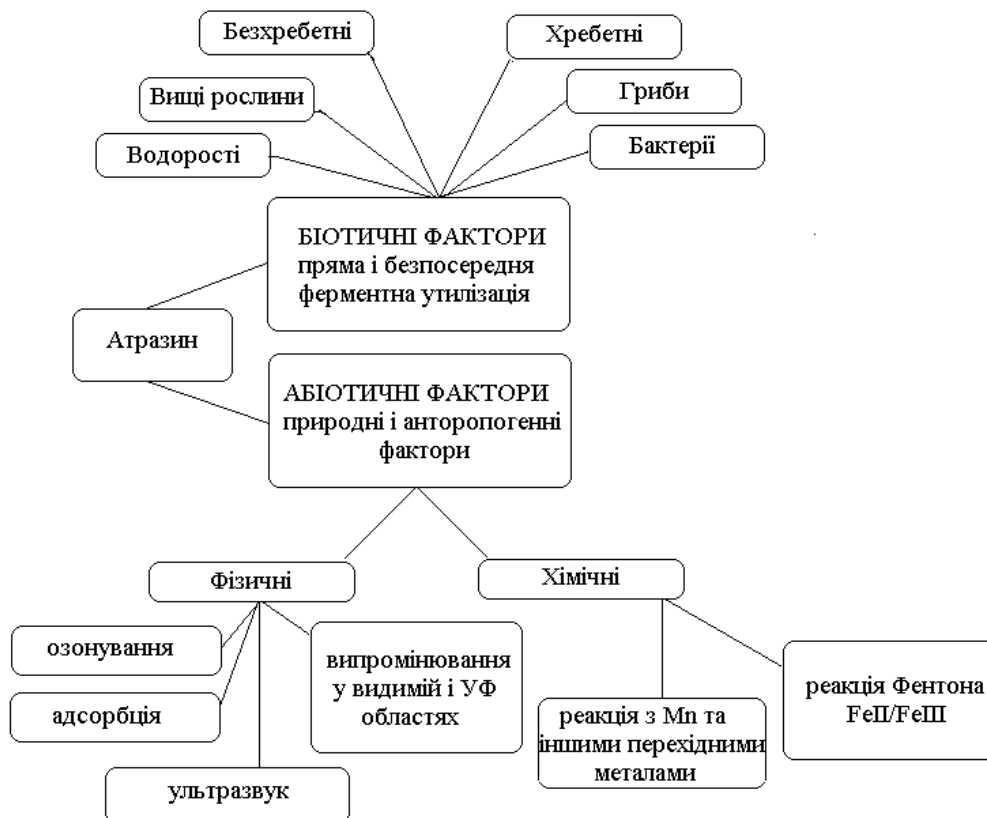 Безхребетні
Хребетні
Вищі рослини
Гриби
Водорості
Бактерії
БІОТИЧНІ ФАКТОРИ
пряма і безпосередня
ферментна утилізація
Атразин
АБІОТИЧНІ ФАКТОРИ
природні і анторопогенні
фактори
Фізичні
Хімічні
озонування
випромінювання
у видимій і УФ
областях
адсорбція
ультразвук
реакція з Mn та
іншими перехідними
металами
реакція Фентона
FeII/FeIII